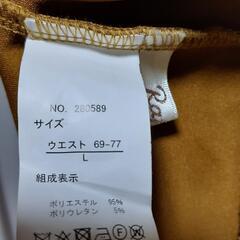 NO. 280589
サイズ
ウエスト 69-77
L
組成表示
ポリエステル 95%
ポリウレタン 5%